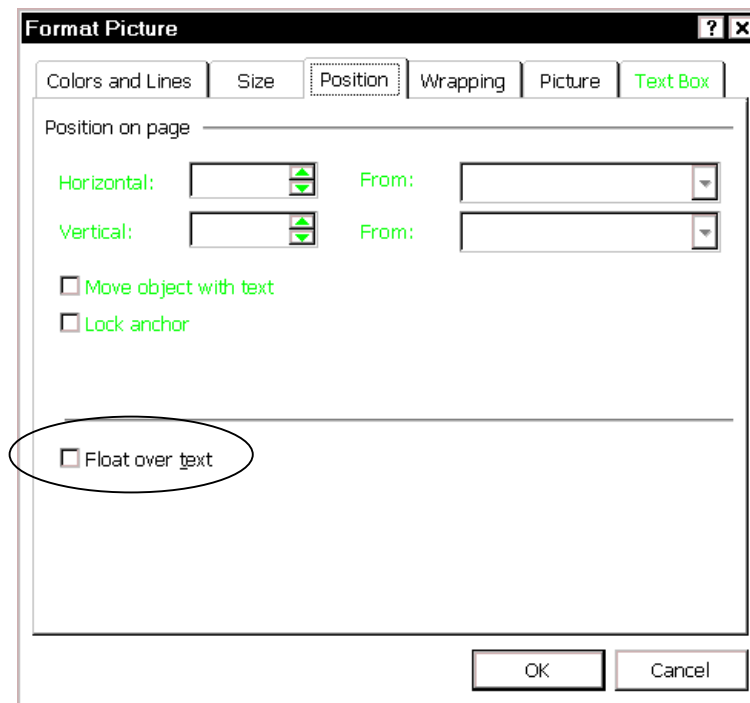 Format Picture ? X
Colors and Lines Size Position Wrapping Picture Text Box
Position on page
Horizontal: From:
Vertical: From:
Move object with text
Lock anchor
Float over text
OK Cancel